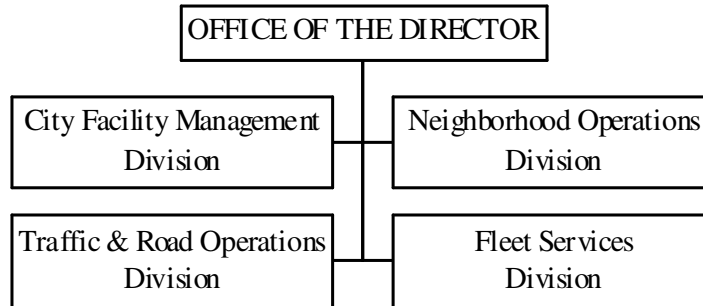 OFFICE OF THE DIRECTOR
City Facility Management
Division
Neighborhood Operations
Division
Traffic & Road Operations
Division
Fleet Services
Division